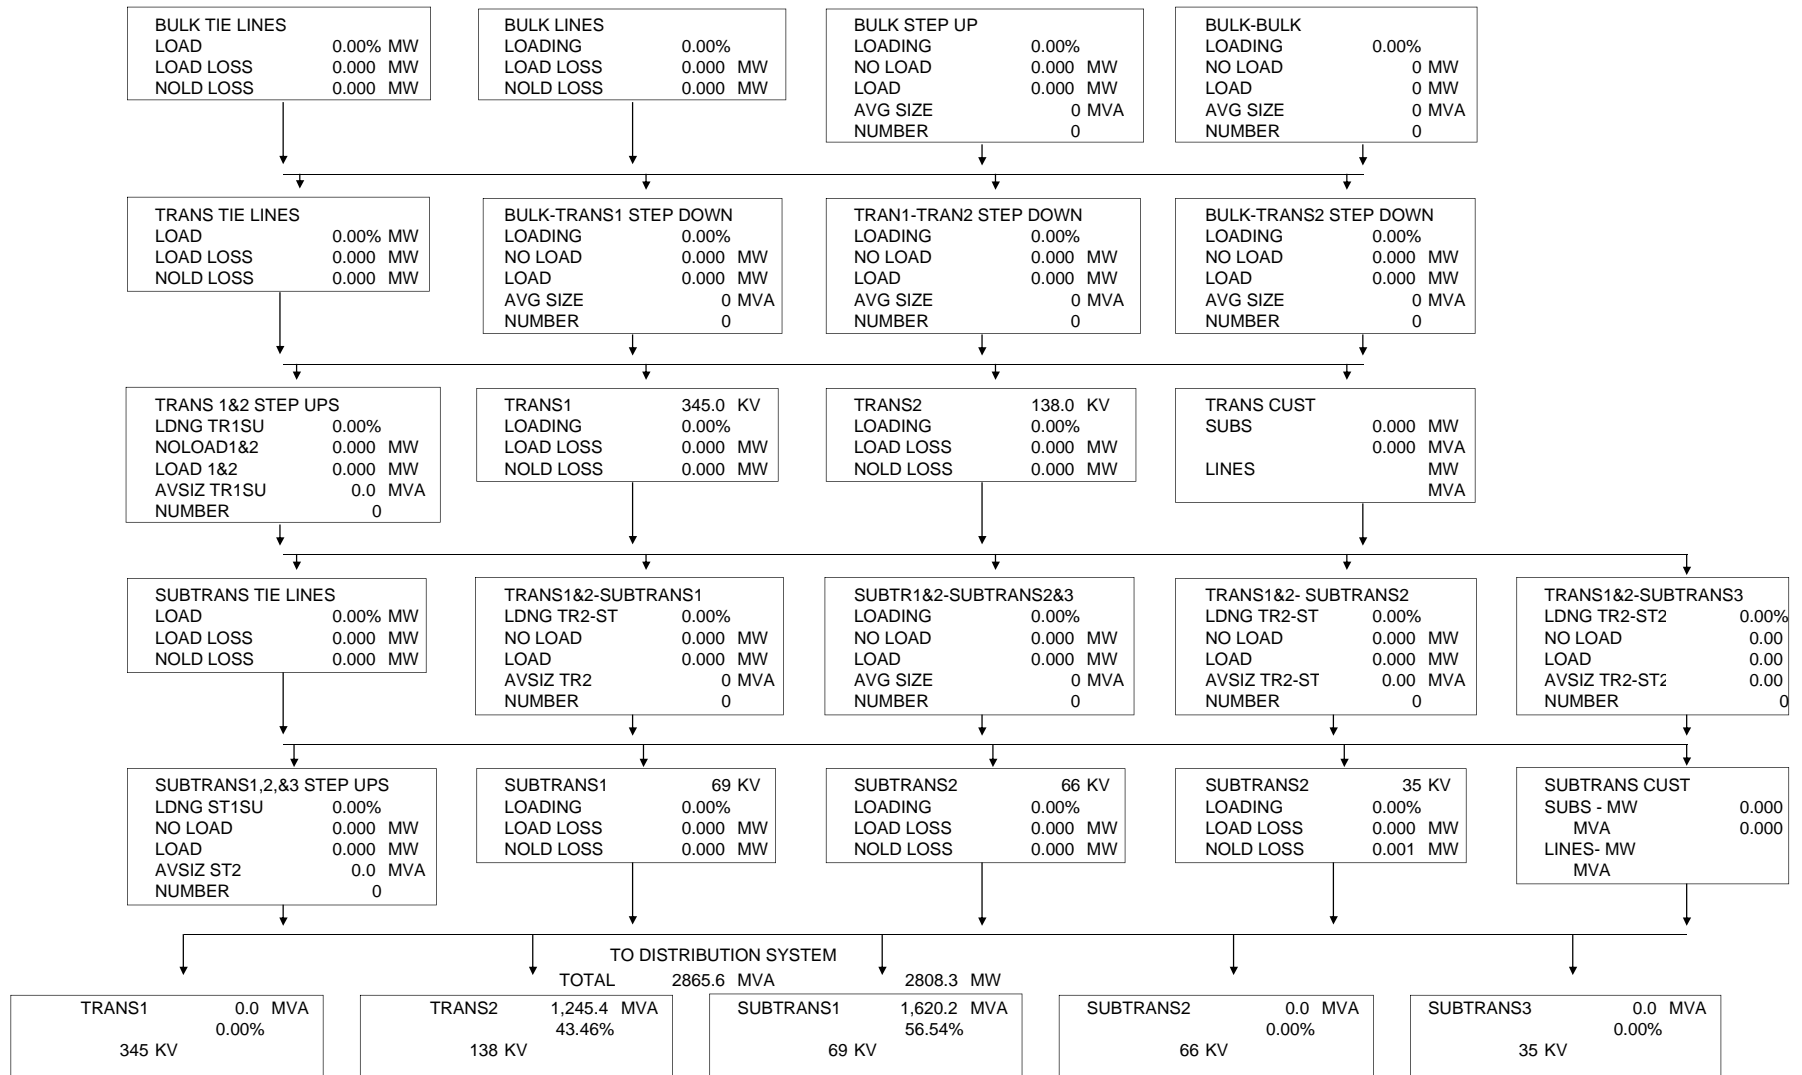 BULK TIE LINES
LOAD 0.00% MW
LOAD LOSS 0.000 MW
NOLD LOSS 0.000 MW
BULK LINES
LOADING 0.00%
LOAD LOSS 0.000 MW
NOLD LOSS 0.000 MW
BULK STEP UP
LOADING 0.00%
NO LOAD 0.000 MW
LOAD 0.000 MW
AVG SIZE 0 MVA
NUMBER 0
BULK-BULK
LOADING 0.00%
NO LOAD 0 MW
LOAD 0 MW
AVG SIZE 0 MVA
NUMBER 0
TRANS TIE LINES
LOAD 0.00% MW
LOAD LOSS 0.000 MW
NOLD LOSS 0.000 MW
BULK-TRANS1 STEP DOWN
LOADING 0.00%
NO LOAD 0.000 MW
LOAD 0.000 MW
AVG SIZE 0 MVA
NUMBER 0
TRAN1-TRAN2 STEP DOWN
LOADING 0.00%
NO LOAD 0.000 MW
LOAD 0.000 MW
AVG SIZE 0 MVA
NUMBER 0
BULK-TRANS2 STEP DOWN
LOADING 0.00%
NO LOAD 0.000 MW
LOAD 0.000 MW
AVG SIZE 0 MVA
NUMBER 0
TRANS 1&2 STEP UPS
LDNG TR1SU 0.00%
NOLOAD1&2 0.000 MW
LOAD 1&2 0.000 MW
AVSIZ TR1SU 0.0 MVA
NUMBER 0
TRANS1 345.0 KV
LOADING 0.00%
LOAD LOSS 0.000 MW
NOLD LOSS 0.000 MW
TRANS2 138.0 KV
LOADING 0.00%
LOAD LOSS 0.000 MW
NOLD LOSS 0.000 MW
TRANS CUST
SUBS 0.000 MW
0.000 MVA
LINES MW
MVA
SUBTRANS TIE LINES
LOAD 0.00% MW
LOAD LOSS 0.000 MW
NOLD LOSS 0.000 MW
TRANS1&2-SUBTRANS1
LDNG TR2-ST 0.00%
NO LOAD 0.000 MW
LOAD 0.000 MW
AVSIZ TR2 0 MVA
NUMBER 0
SUBTR1&2-SUBTRANS2&3
LOADING 0.00%
NO LOAD 0.000 MW
LOAD 0.000 MW
AVG SIZE 0 MVA
NUMBER 0
TRANS1&2- SUBTRANS2
LDNG TR2-ST 0.00%
NO LOAD 0.000 MW
LOAD 0.000 MW
AVSIZ TR2-ST 0.00 MVA
NUMBER 0
TRANS1&2-SUBTRANS3
LDNG TR2-ST2 0.00%
NO LOAD 0.00
LOAD 0.00
AVSIZ TR2-ST2 0.00
NUMBER 0
SUBTRANS1,2,&3 STEP UPS
LDNG ST1SU 0.00%
NO LOAD 0.000 MW
LOAD 0.000 MW
AVSIZ ST2 0.0 MVA
NUMBER 0
SUBTRANS1 69 KV
LOADING 0.00%
LOAD LOSS 0.000 MW
NOLD LOSS 0.000 MW
SUBTRANS2 66 KV
LOADING 0.00%
LOAD LOSS 0.000 MW
NOLD LOSS 0.000 MW
SUBTRANS2 35 KV
LOADING 0.00%
LOAD LOSS 0.000 MW
NOLD LOSS 0.001 MW
SUBTRANS CUST
SUBS - MW 0.000
MVA 0.000
LINES- MW
MVA
TO DISTRIBUTION SYSTEM
TOTAL 2865.6 MVA 2808.3 MW
TRANS1 0.0 MVA
0.00%
345 KV
TRANS2 1,245.4 MVA
43.46%
138 KV
SUBTRANS1 1,620.2 MVA
56.54%
69 KV
SUBTRANS2 0.0 MVA
0.00%
66 KV
SUBTRANS3 0.0 MVA
0.00%
35 KV